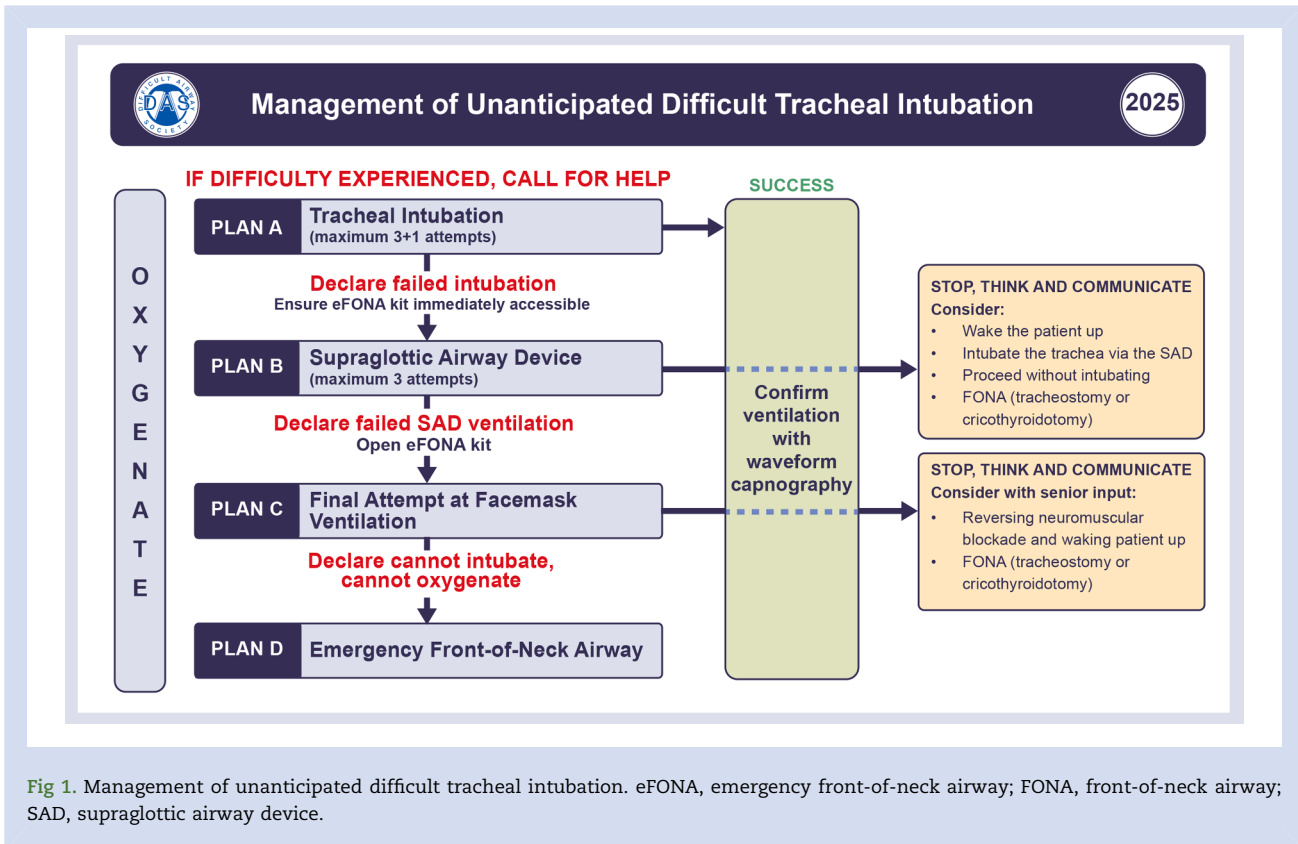 DIFFICULT AIRWAY
DAS
SOCIETY
Management of Unanticipated Difficult Tracheal Intubation
2025
OXYGENATE
IF DIFFICULTY EXPERIENCED, CALL FOR HELP
PLAN A
Tracheal Intubation
(maximum 3+1 attempts)
Declare failed intubation
Ensure eFONA kit immediately accessible
PLAN B
Supraglottic Airway Device
(maximum 3 attempts)
Declare failed SAD ventilation
Open eFONA kit
PLAN C
Final Attempt at Facemask
Ventilation
Declare cannot intubate,
cannot oxygenate
PLAN D
Emergency Front-of-Neck Airway
SUCCESS
Confirm
ventilation
with
waveform
capnography
STOP, THINK AND COMMUNICATE
Consider:
• Wake the patient up
• Intubate the trachea via the SAD
• Proceed without intubating
• FONA (tracheostomy or
cricothyroidotomy)
STOP, THINK AND COMMUNICATE
Consider with senior input:
• Reversing neuromuscular
blockade and waking patient up
• FONA (tracheostomy or
cricothyroidotomy)
Fig 1. Management of unanticipated difficult tracheal intubation. eFONA, emergency front-of-neck airway; FONA, front-of-neck airway;
SAD, supraglottic airway device.